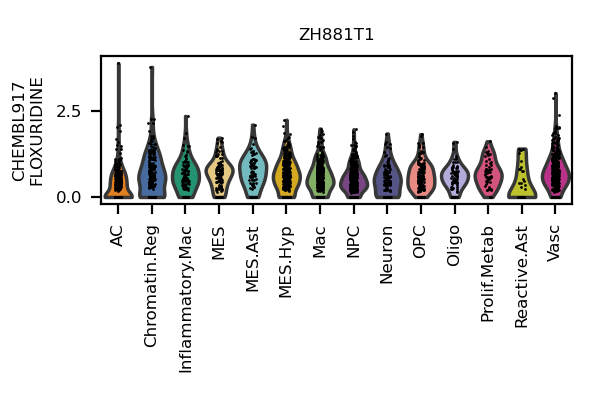 ZH881T1
CHEMBL917
FLOXURIDINE
2.5
0.0
AC
Chromatin.Reg
Inflammatory.Mac
MES
MES.Ast
MES.Hyp
Mac
NPC
Neuron
OPC
Oligo
Prolif.Metab
Reactive.Ast
Vasc